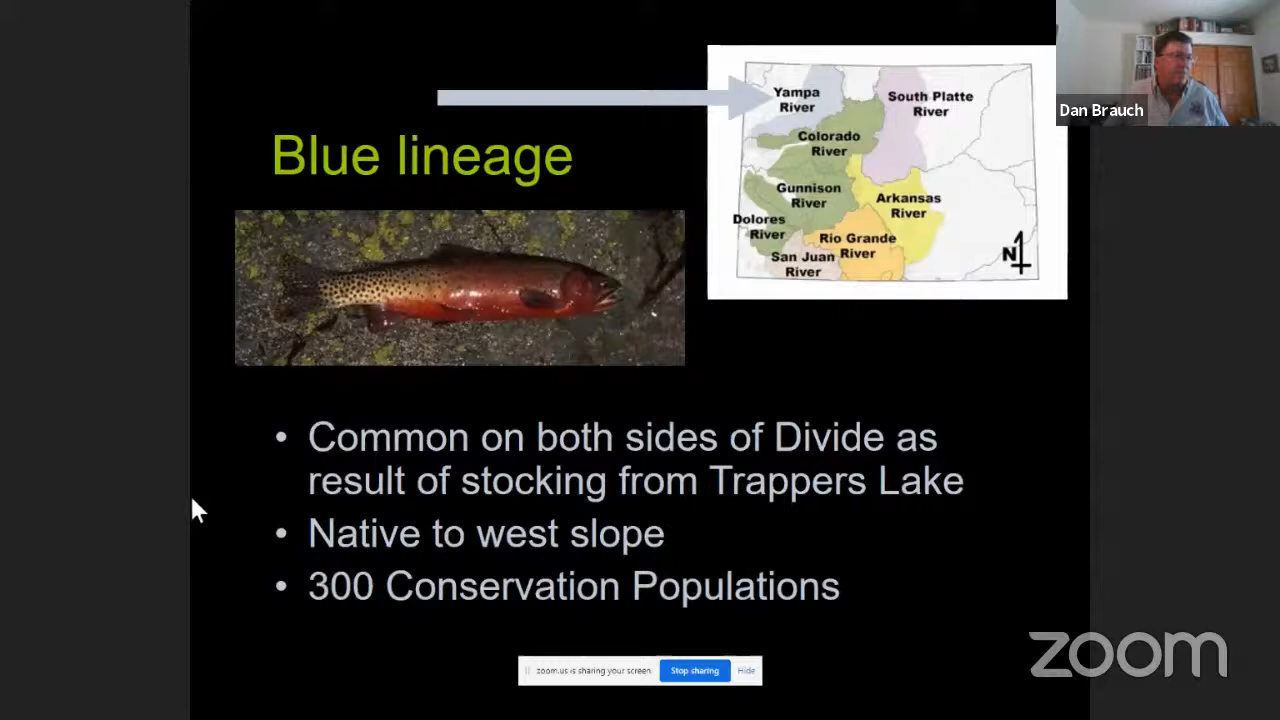 Yampa
River
South Platte
River
Colorado
River
Gunnison
River
Arkansas
River
Dolores
River
Rio Grande
River
San Juan
River
N
Dan Brauch
Blue lineage
• Common on both sides of Divide as
result of stocking from Trappers Lake
• Native to west slope
• 300 Conservation Populations
zoom.us is sharing your screen
Stop sharing
Hide
zoom